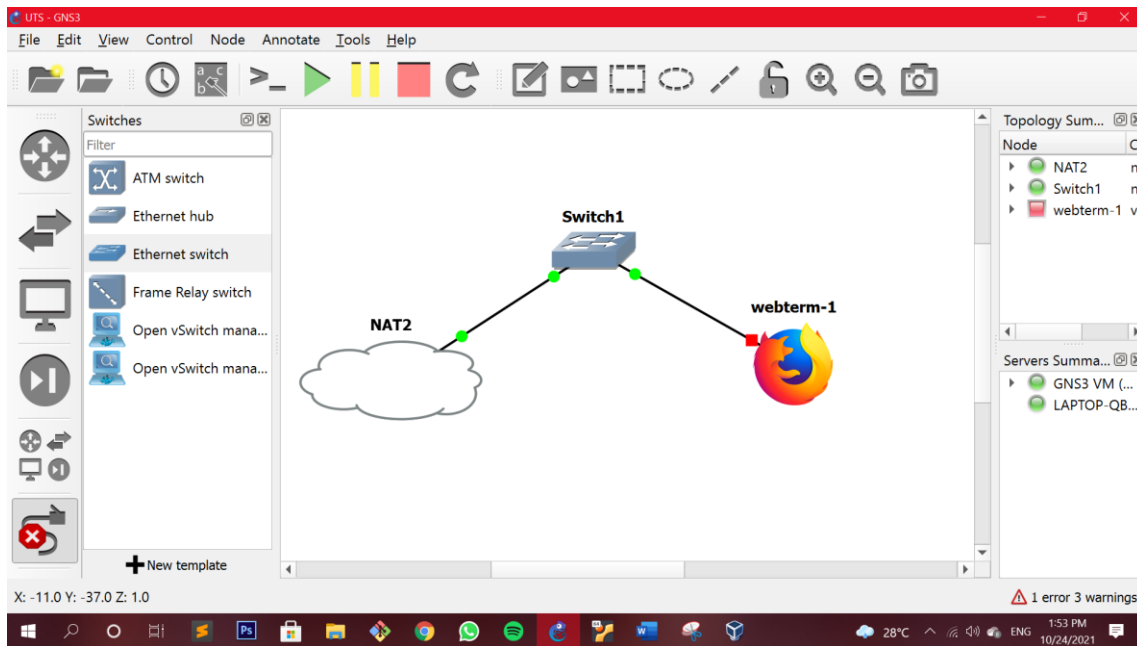 UTS - GNS3
File Edit View Control Node Annotate Tools Help
Switches
Filter
ATM switch
Ethernet hub
Ethernet switch
Frame Relay switch
Open vSwitch mana...
Open vSwitch mana...
New template
Switch1
NAT2
webterm-1
Topology Sum...
Node C
NAT2 n
Switch1 n
webterm-1 v
Servers Summa...
GNS3 VM (...
LAPTOP-QB...
X: -11.0 Y: -37.0 Z: 1.0
1 error 3 warnings
Ps
28°C
ENG
1:53 PM
10/24/2021